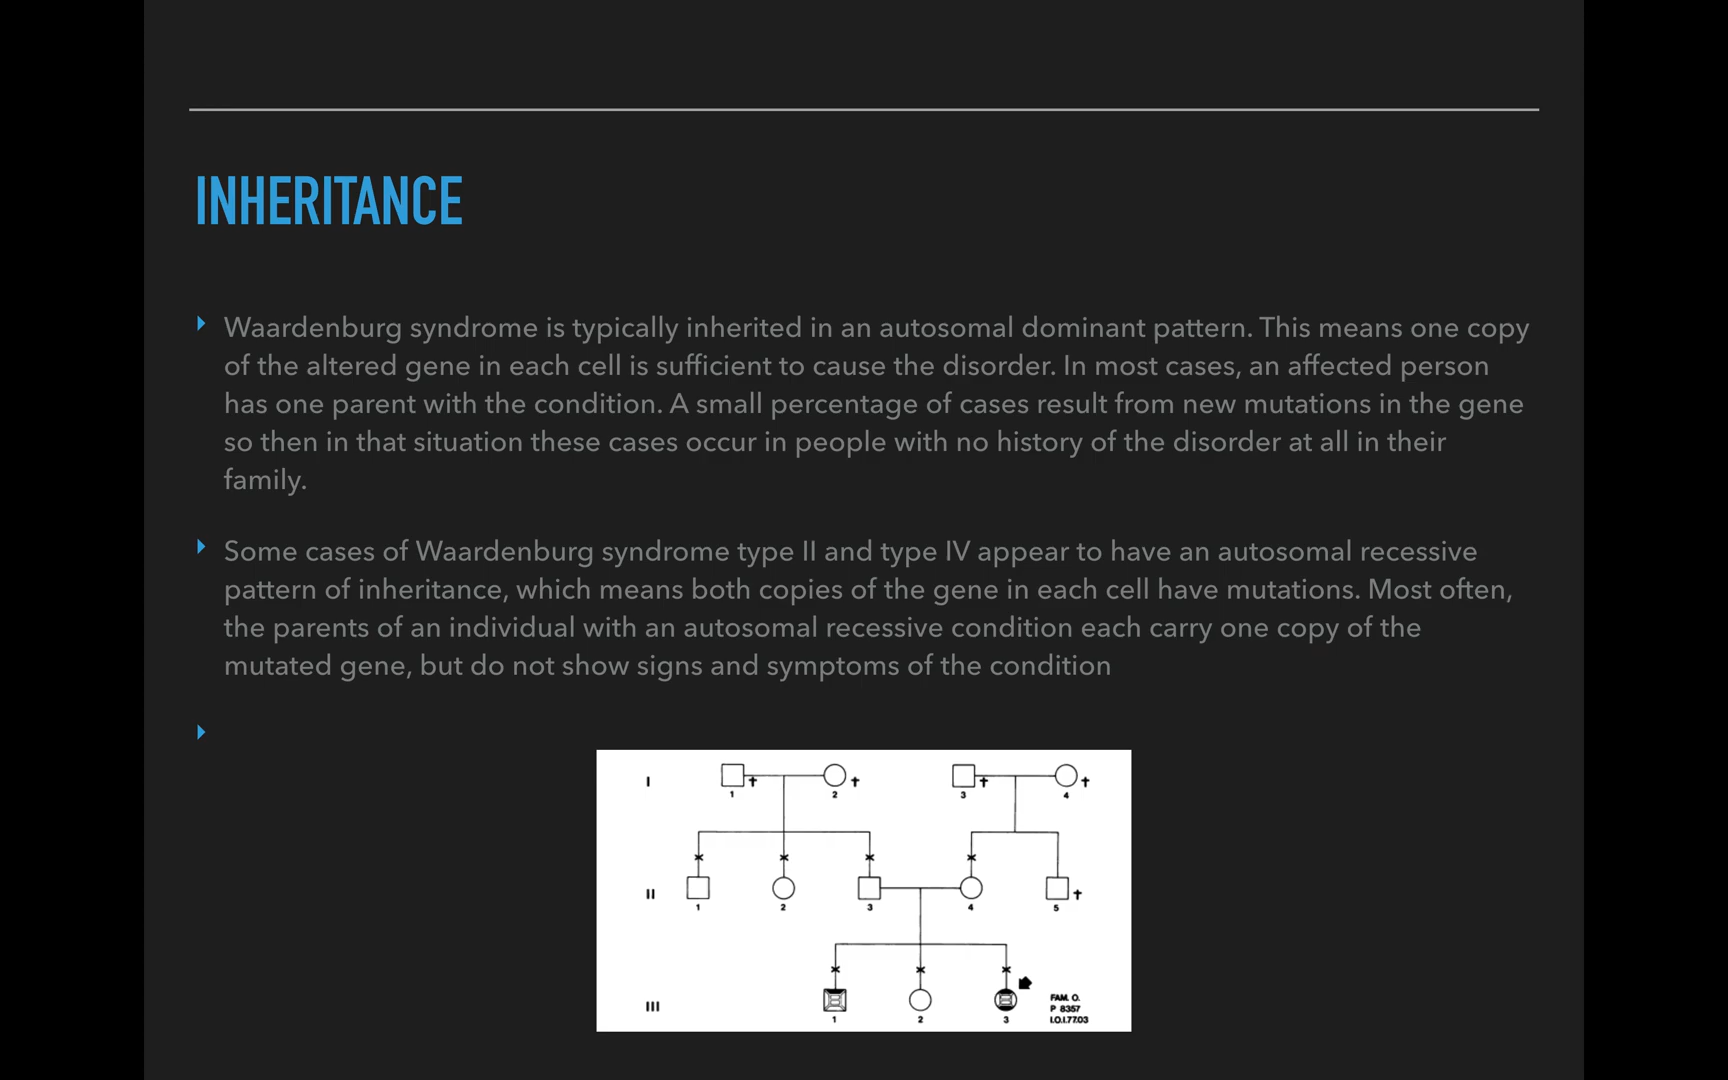 INHERITANCE
Waardenburg syndrome is typically inherited in an autosomal dominant pattern. This means one copy
of the altered gene in each cell is sufficient to cause the disorder. In most cases, an affected person
has one parent with the condition. A small percentage of cases result from new mutations in the gene
so then in that situation these cases occur in people with no history of the disorder at all in their
family.
Some cases of Waardenburg syndrome type II and type IV appear to have an autosomal recessive
pattern of inheritance, which means both copies of the gene in each cell have mutations. Most often,
the parents of an individual with an autosomal recessive condition each carry one copy of the
mutated gene, but do not show signs and symptoms of the condition
I
1 2 3 4
II
1 2 3 4 5
III
1 2 3
FAM. O.
P 8357
I.O.I.77.03